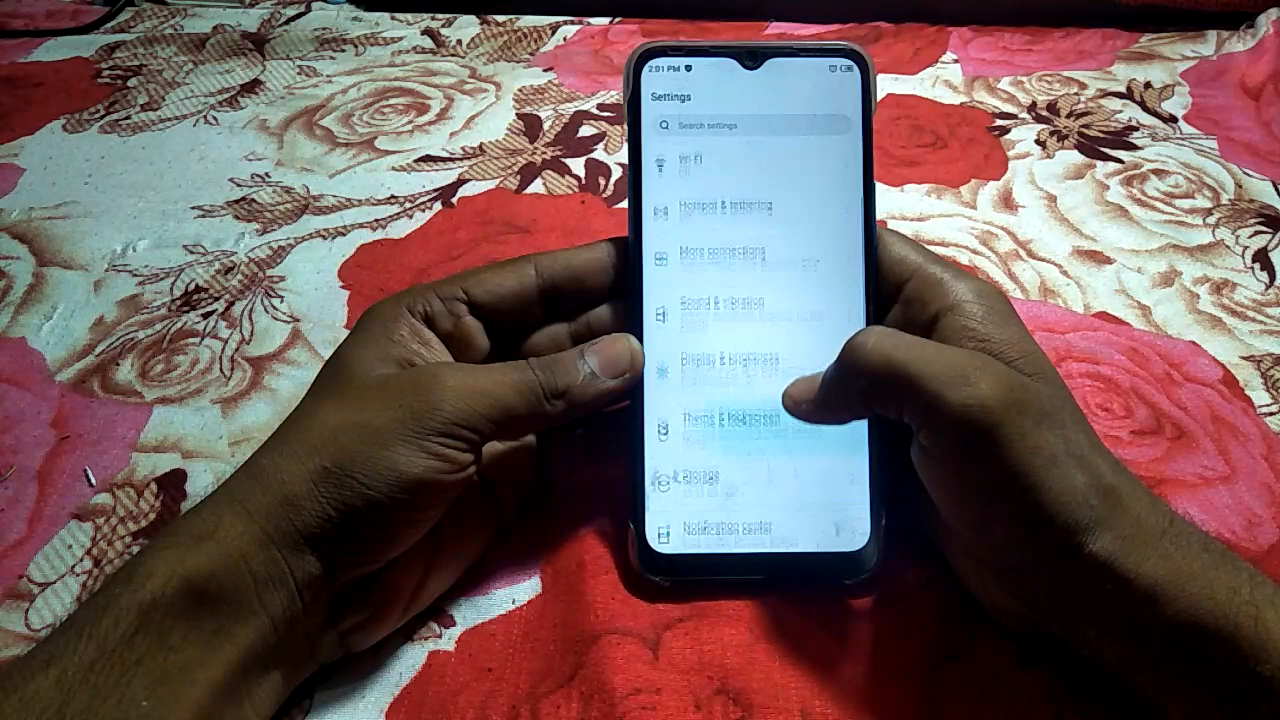 2:01 PM
Settings
Search settings
Wi-Fi
Hotspot & tethering
More connections
Sound & vibration
Display & brightness
Theme & lockscreen
Storage
Notification center